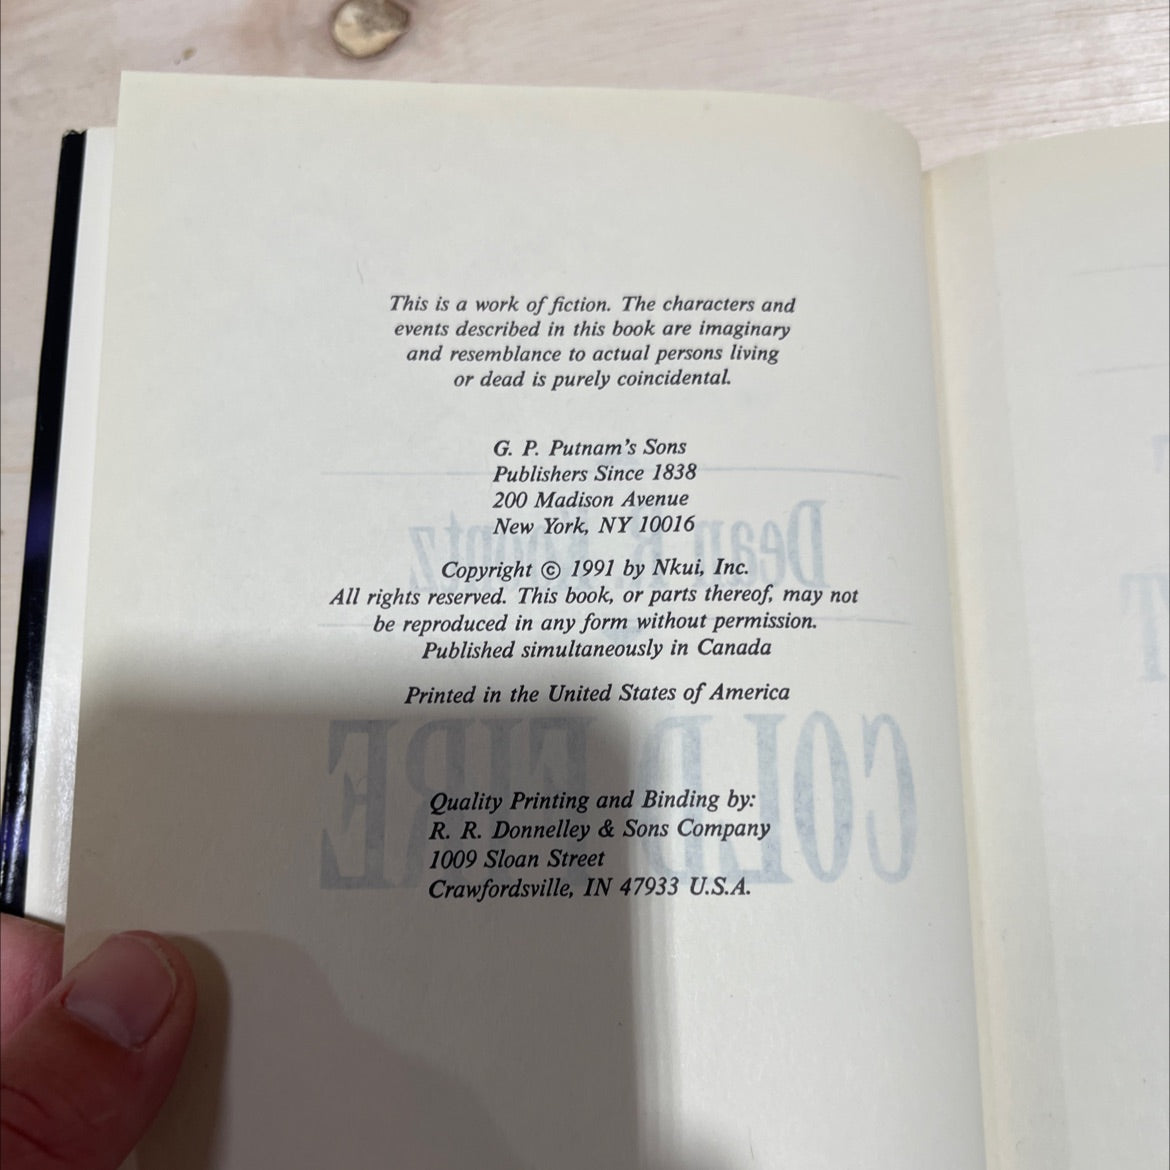 This is a work of fiction. The characters and
events described in this book are imaginary
and resemblance to actual persons living
or dead is purely coincidental.
G. P. Putnam's Sons
Publishers Since 1838
200 Madison Avenue
New York, NY 10016
Dean R. Koontz
Copyright © 1991 by Nkui, Inc.
All rights reserved. This book, or parts thereof, may not
be reproduced in any form without permission.
Published simultaneously in Canada
Printed in the United States of America
COLD FIRE
Quality Printing and Binding by:
R. R. Donnelley & Sons Company
1009 Sloan Street
Crawfordsville, IN 47933 U.S.A.